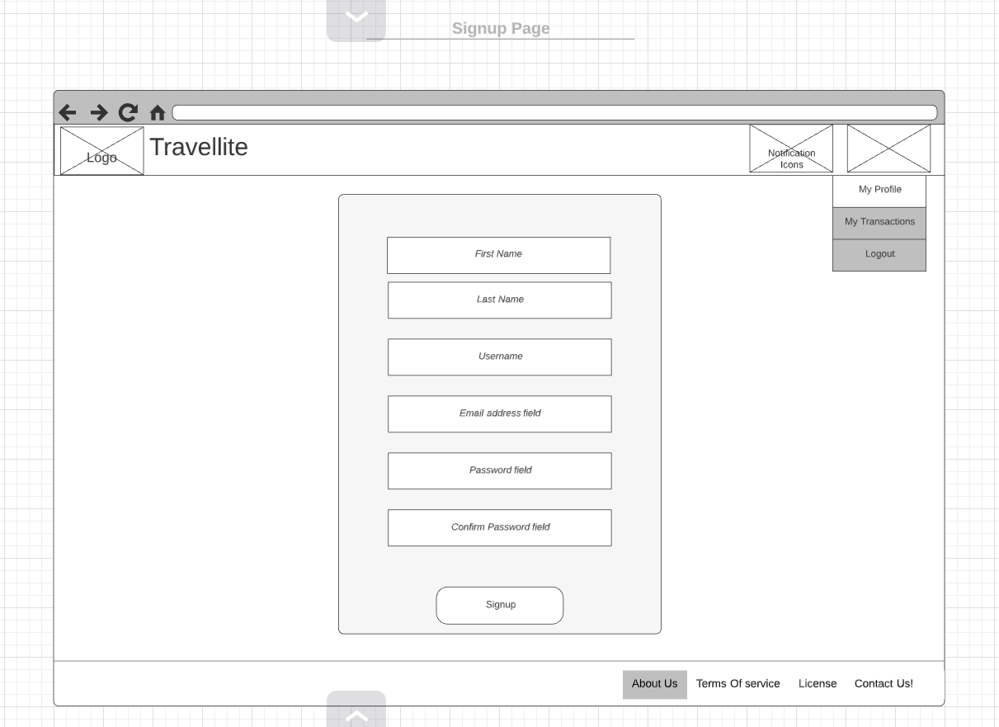 Signup Page
Logo
Travellite
Notification
Icons
My Profile
My Transactions
Logout
First Name
Last Name
Username
Email address field
Password field
Confirm Password field
Signup
About Us
Terms Of service
License
Contact Us!